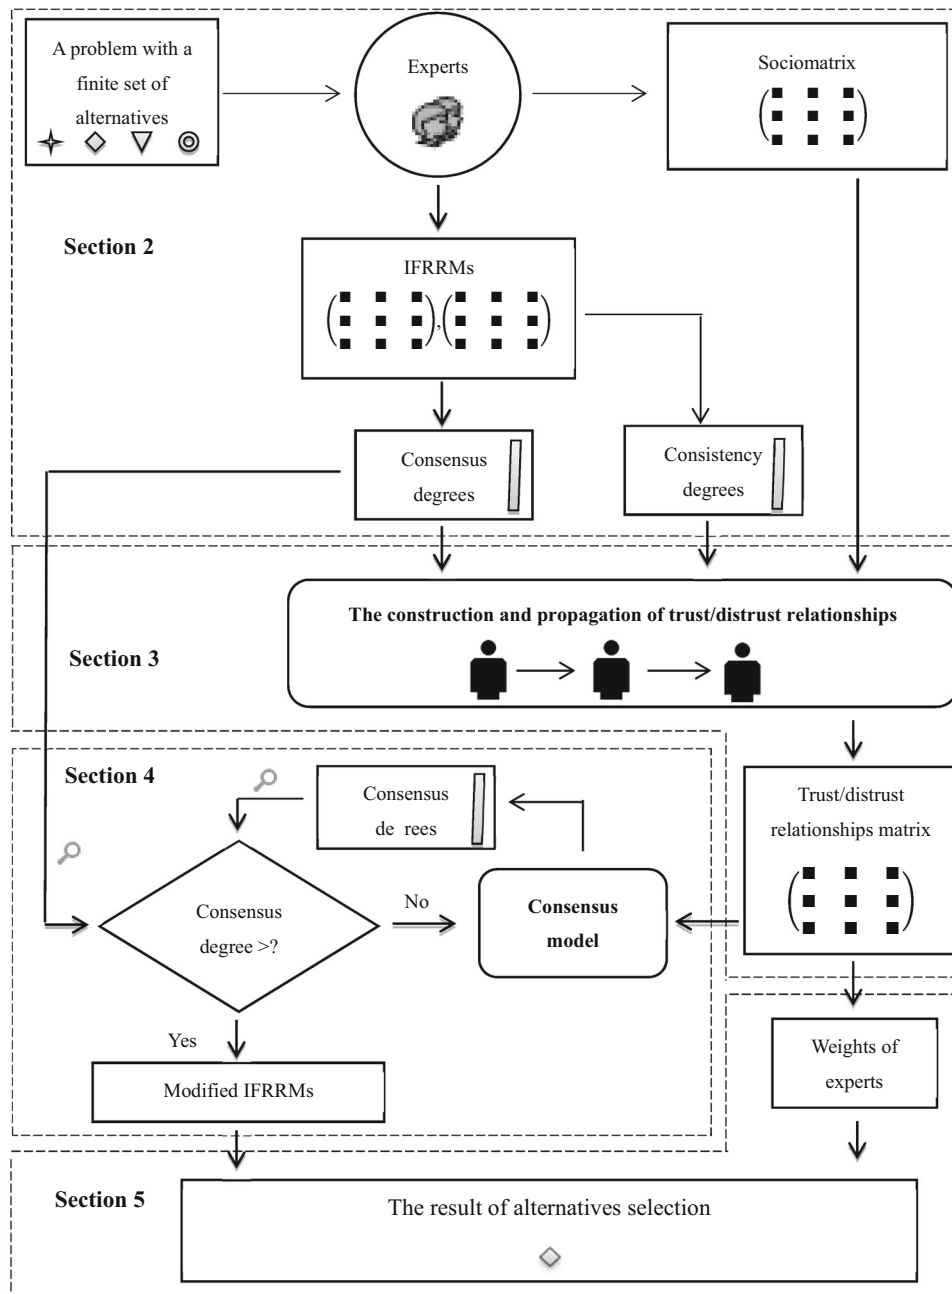 A problem with a
finite set of
alternatives
Experts
Sociomatrix
Section 2
IFRRMs
,
Consensus
degrees
Consistency
degrees
The construction and propagation of trust/distrust relationships
Section 3
Section 4
Consensus
de rees
Trust/distrust
relationships matrix
Consensus
degree >?
No
Consensus
model
Yes
Modified IFRRMs
Weights of
experts
Section 5
The result of alternatives selection